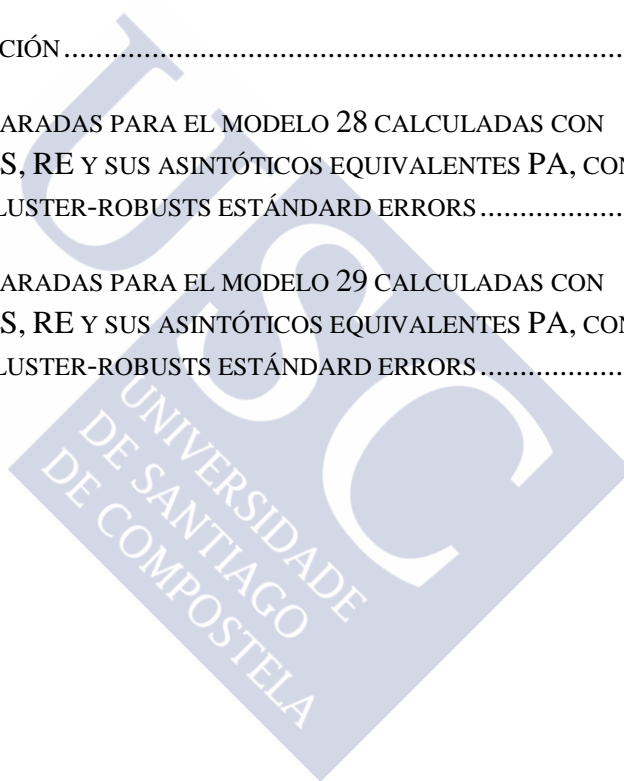 CIÓN....................................................................
ARADAS PARA EL MODELO 28 CALCULADAS CON
S, RE Y SUS ASINTÓTICOS EQUIVALENTES PA, CON
LUSTER-ROBUSTS ESTÁNDARD ERRORS..................
ARADAS PARA EL MODELO 29 CALCULADAS CON
S, RE Y SUS ASINTÓTICOS EQUIVALENTES PA, CON
LUSTER-ROBUSTS ESTÁNDARD ERRORS..................
USC
UNIVERSIDADE
DE SANTIAGO
DE COMPOSTELA